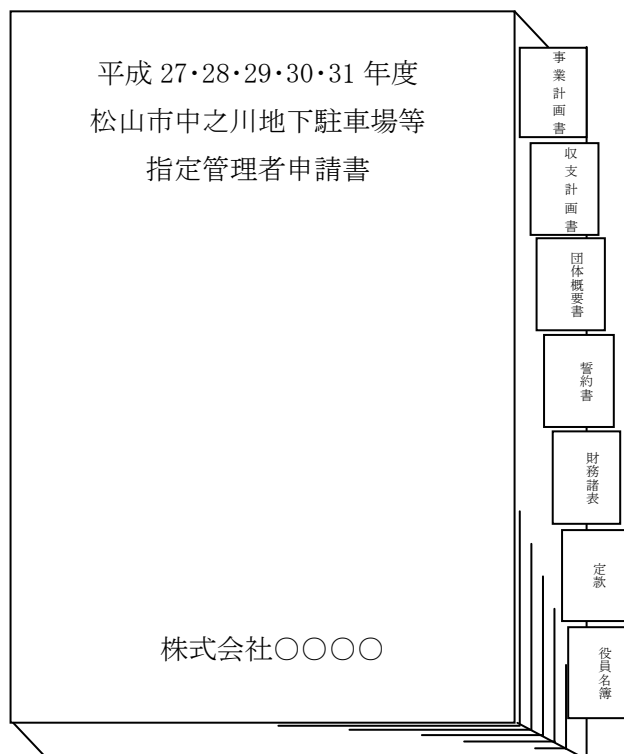 平成 27・28・29・30・31 年度
松山市中之川地下駐車場等
指定管理者申請書
株式会社○○○○
事業計画書
収支計画書
団体概要書
誓約書
財務諸表
定款
役員名簿